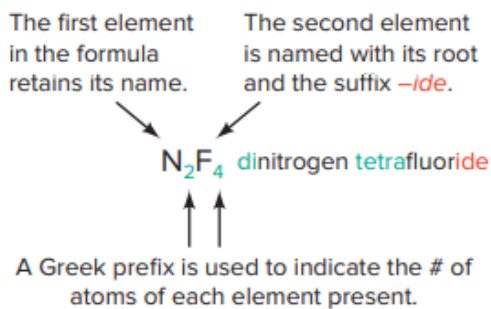 The first element
in the formula
retains its name.
The second element
is named with its root
and the suffix –ide.
N₂F₄ dinitrogen tetrafluoride
A Greek prefix is used to indicate the # of
atoms of each element present.